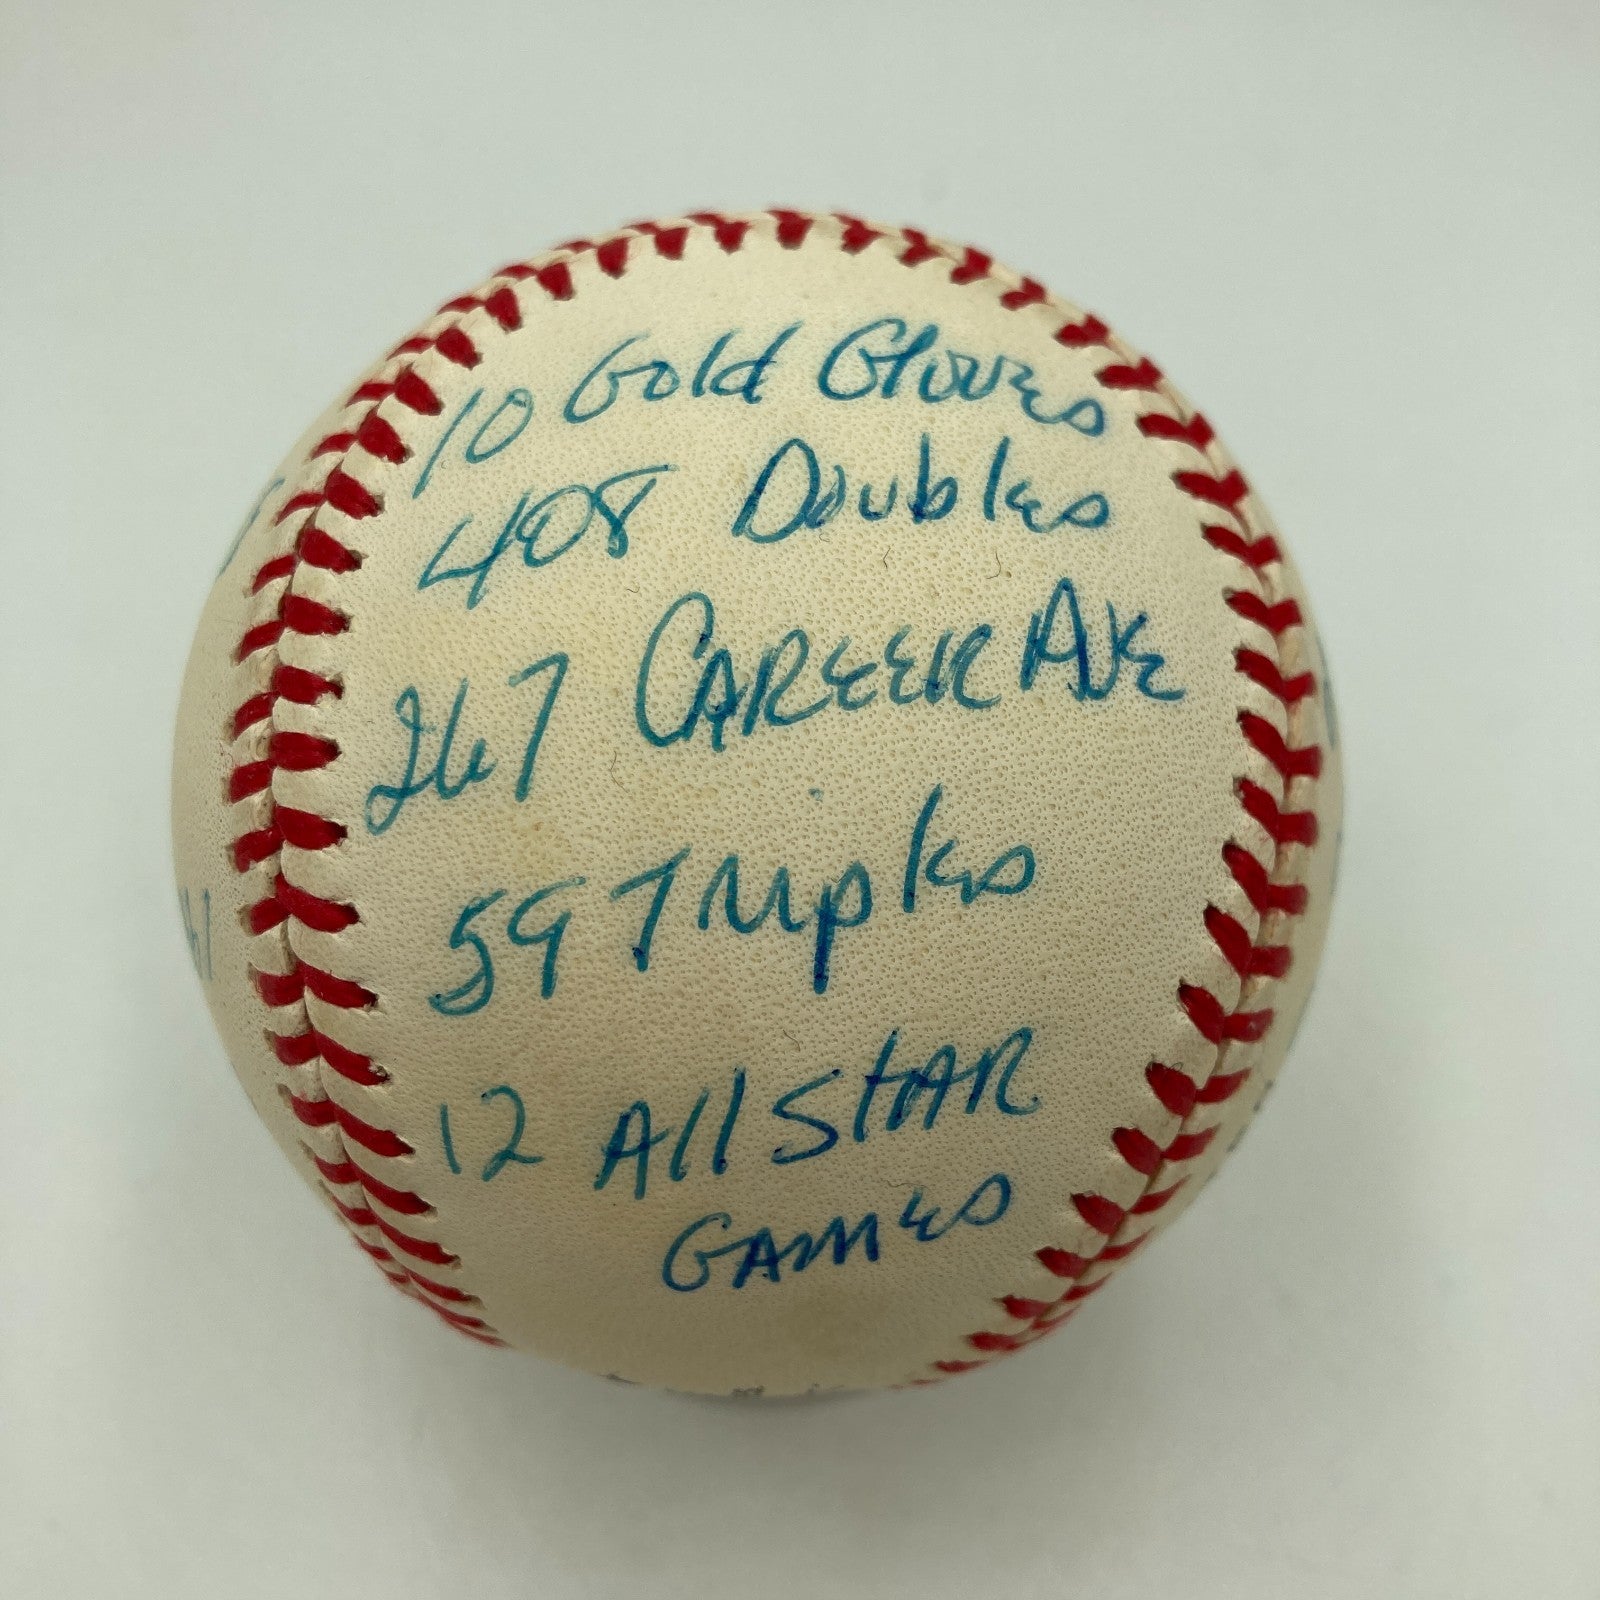 10 Gold Gloves
408 Doubles
267 CAREER AVE
59 Triples
12 All STAR
GAMES